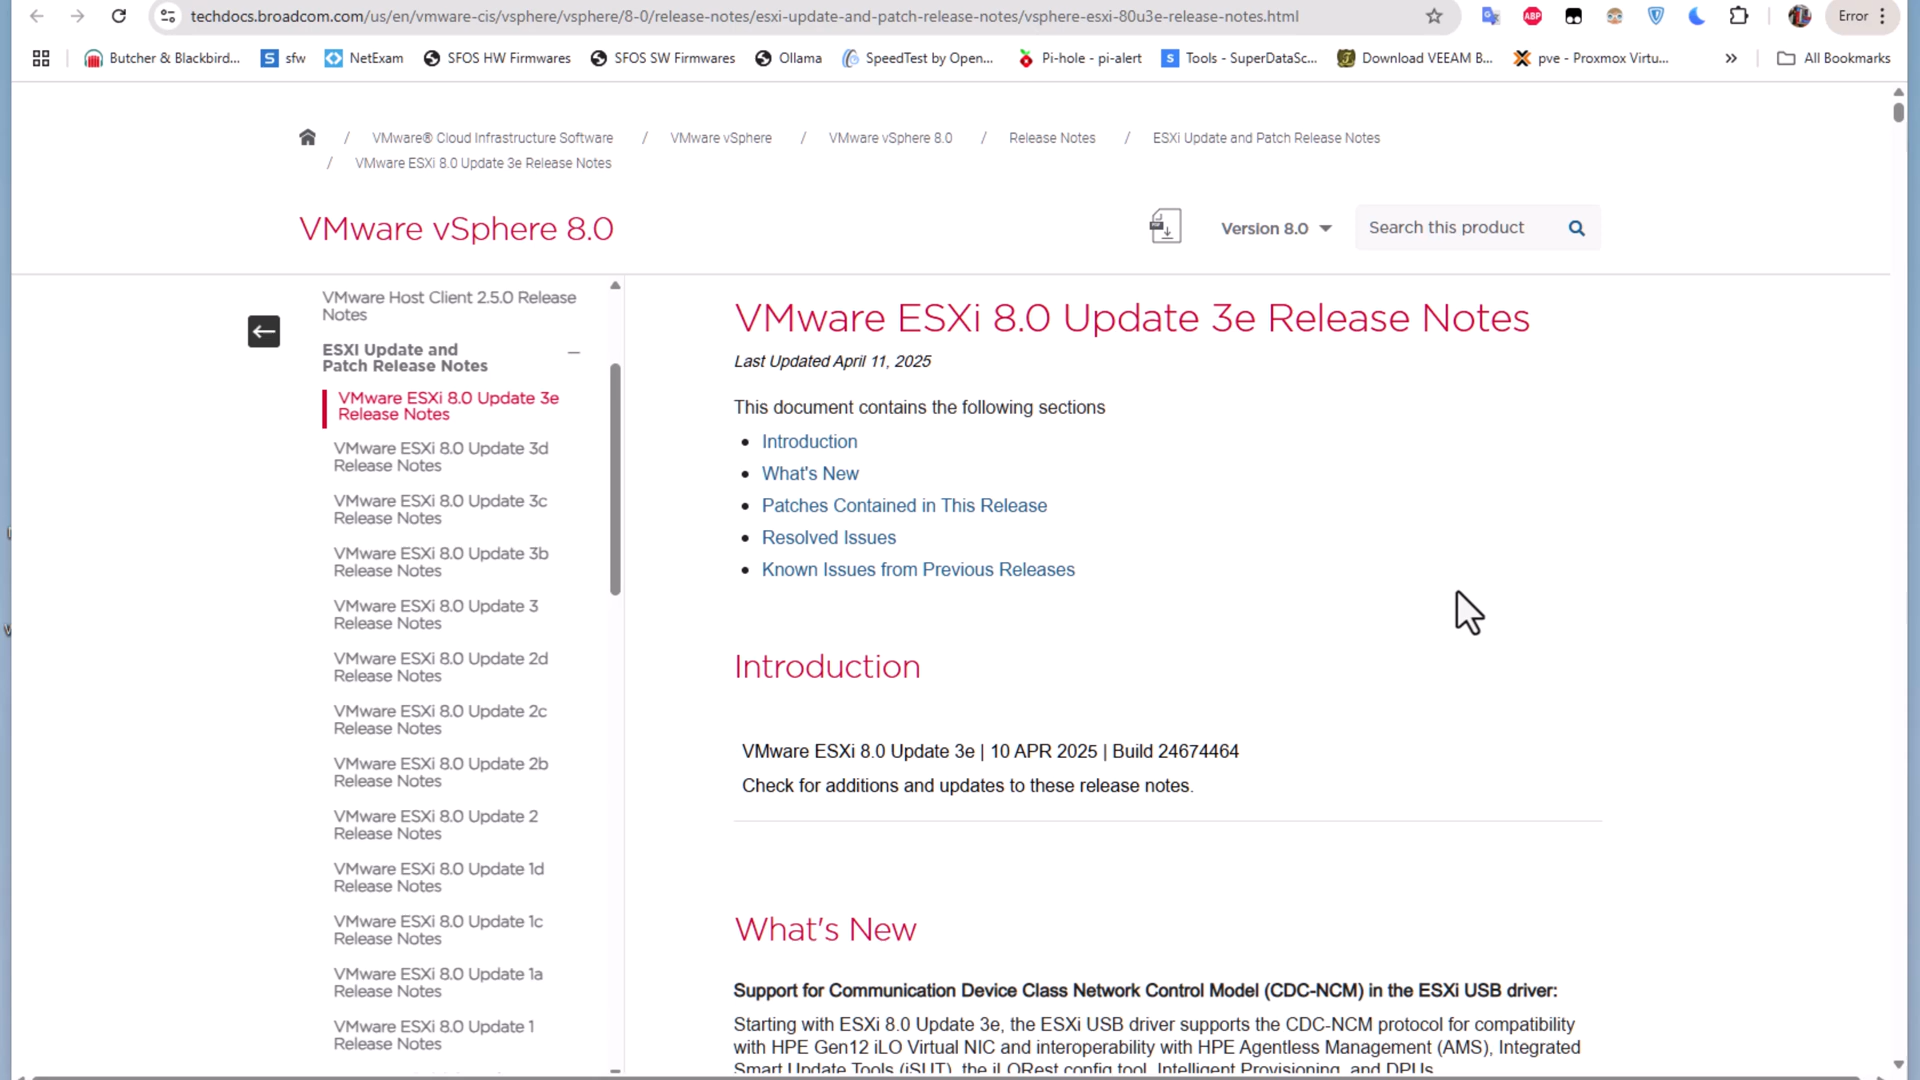 techdocs.broadcom.com/us/en/vmware-cis/vsphere/vsphere/8-0/release-notes/esxi-update-and-patch-release-notes/vsphere-esxi-80u3e-release-notes.html
ABP
Error
Butcher & Blackbird...
S
sfw
NetExam
SFOS HW Firmwares
SFOS SW Firmwares
Ollama
SpeedTest by Open...
Pi-hole - pi-alert
S
Tools - SuperDataSc...
Download VEEAM B...
pve - Proxmox Virtu...
All Bookmarks
/ VMware® Cloud Infrastructure Software / VMware vSphere / VMware vSphere 8.0 / Release Notes / ESXi Update and Patch Release Notes
/ VMware ESXi 8.0 Update 3e Release Notes
VMware vSphere 8.0
Version 8.0
Search this product
VMware Host Client 2.5.0 Release
Notes
ESXI Update and
Patch Release Notes
VMware ESXi 8.0 Update 3e
Release Notes
VMware ESXi 8.0 Update 3d
Release Notes
VMware ESXi 8.0 Update 3c
Release Notes
VMware ESXi 8.0 Update 3b
Release Notes
VMware ESXi 8.0 Update 3
Release Notes
VMware ESXi 8.0 Update 2d
Release Notes
VMware ESXi 8.0 Update 2c
Release Notes
VMware ESXi 8.0 Update 2b
Release Notes
VMware ESXi 8.0 Update 2
Release Notes
VMware ESXi 8.0 Update 1d
Release Notes
VMware ESXi 8.0 Update 1c
Release Notes
VMware ESXi 8.0 Update 1a
Release Notes
VMware ESXi 8.0 Update 1
Release Notes
VMware ESXi 8.0 Update 3e Release Notes
Last Updated April 11, 2025
This document contains the following sections
• Introduction
• What's New
• Patches Contained in This Release
• Resolved Issues
• Known Issues from Previous Releases
Introduction
VMware ESXi 8.0 Update 3e | 10 APR 2025 | Build 24674464
Check for additions and updates to these release notes.
What's New
Support for Communication Device Class Network Control Model (CDC-NCM) in the ESXi USB driver:
Starting with ESXi 8.0 Update 3e, the ESXi USB driver supports the CDC-NCM protocol for compatibility
with HPE Gen12 iLO Virtual NIC and interoperability with HPE Agentless Management (AMS), Integrated
Smart Update Tools (iSUT), the iLORest config tool, Intelligent Provisioning, and DPUs.